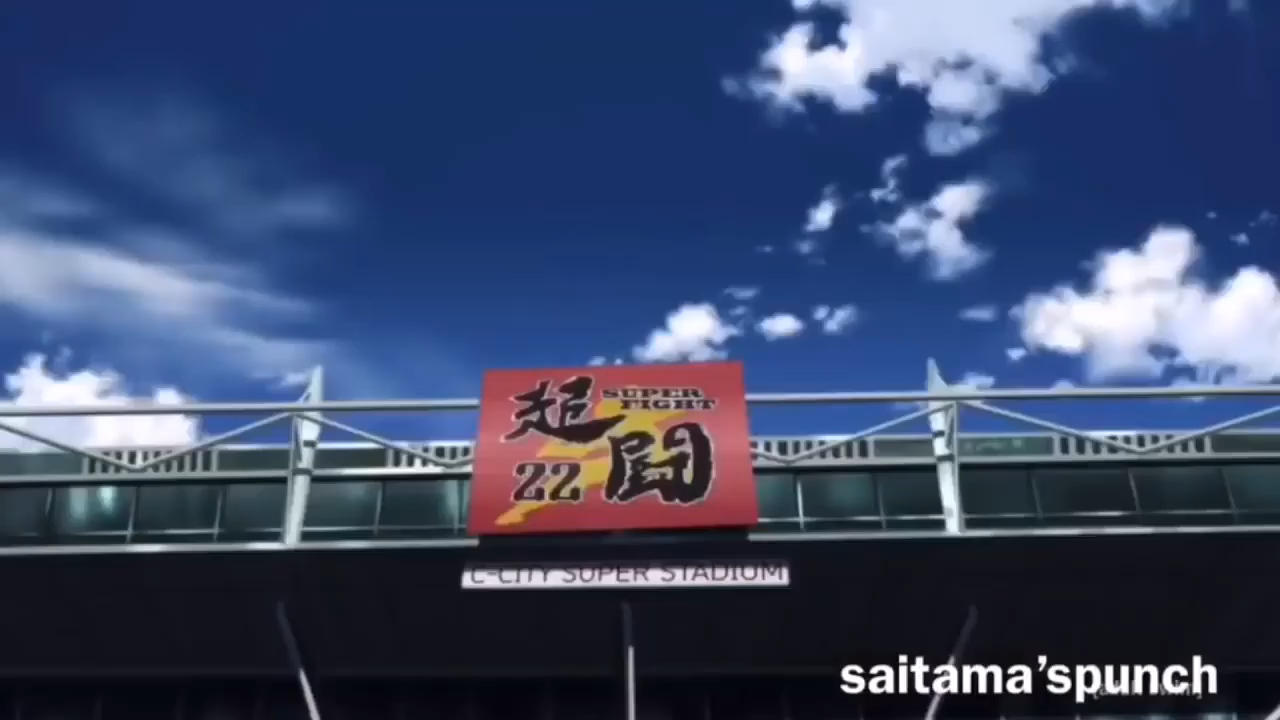 超 SUPER
FIGHT
22 闘
C-CITY SUPER STADIUM
saitama'spunch